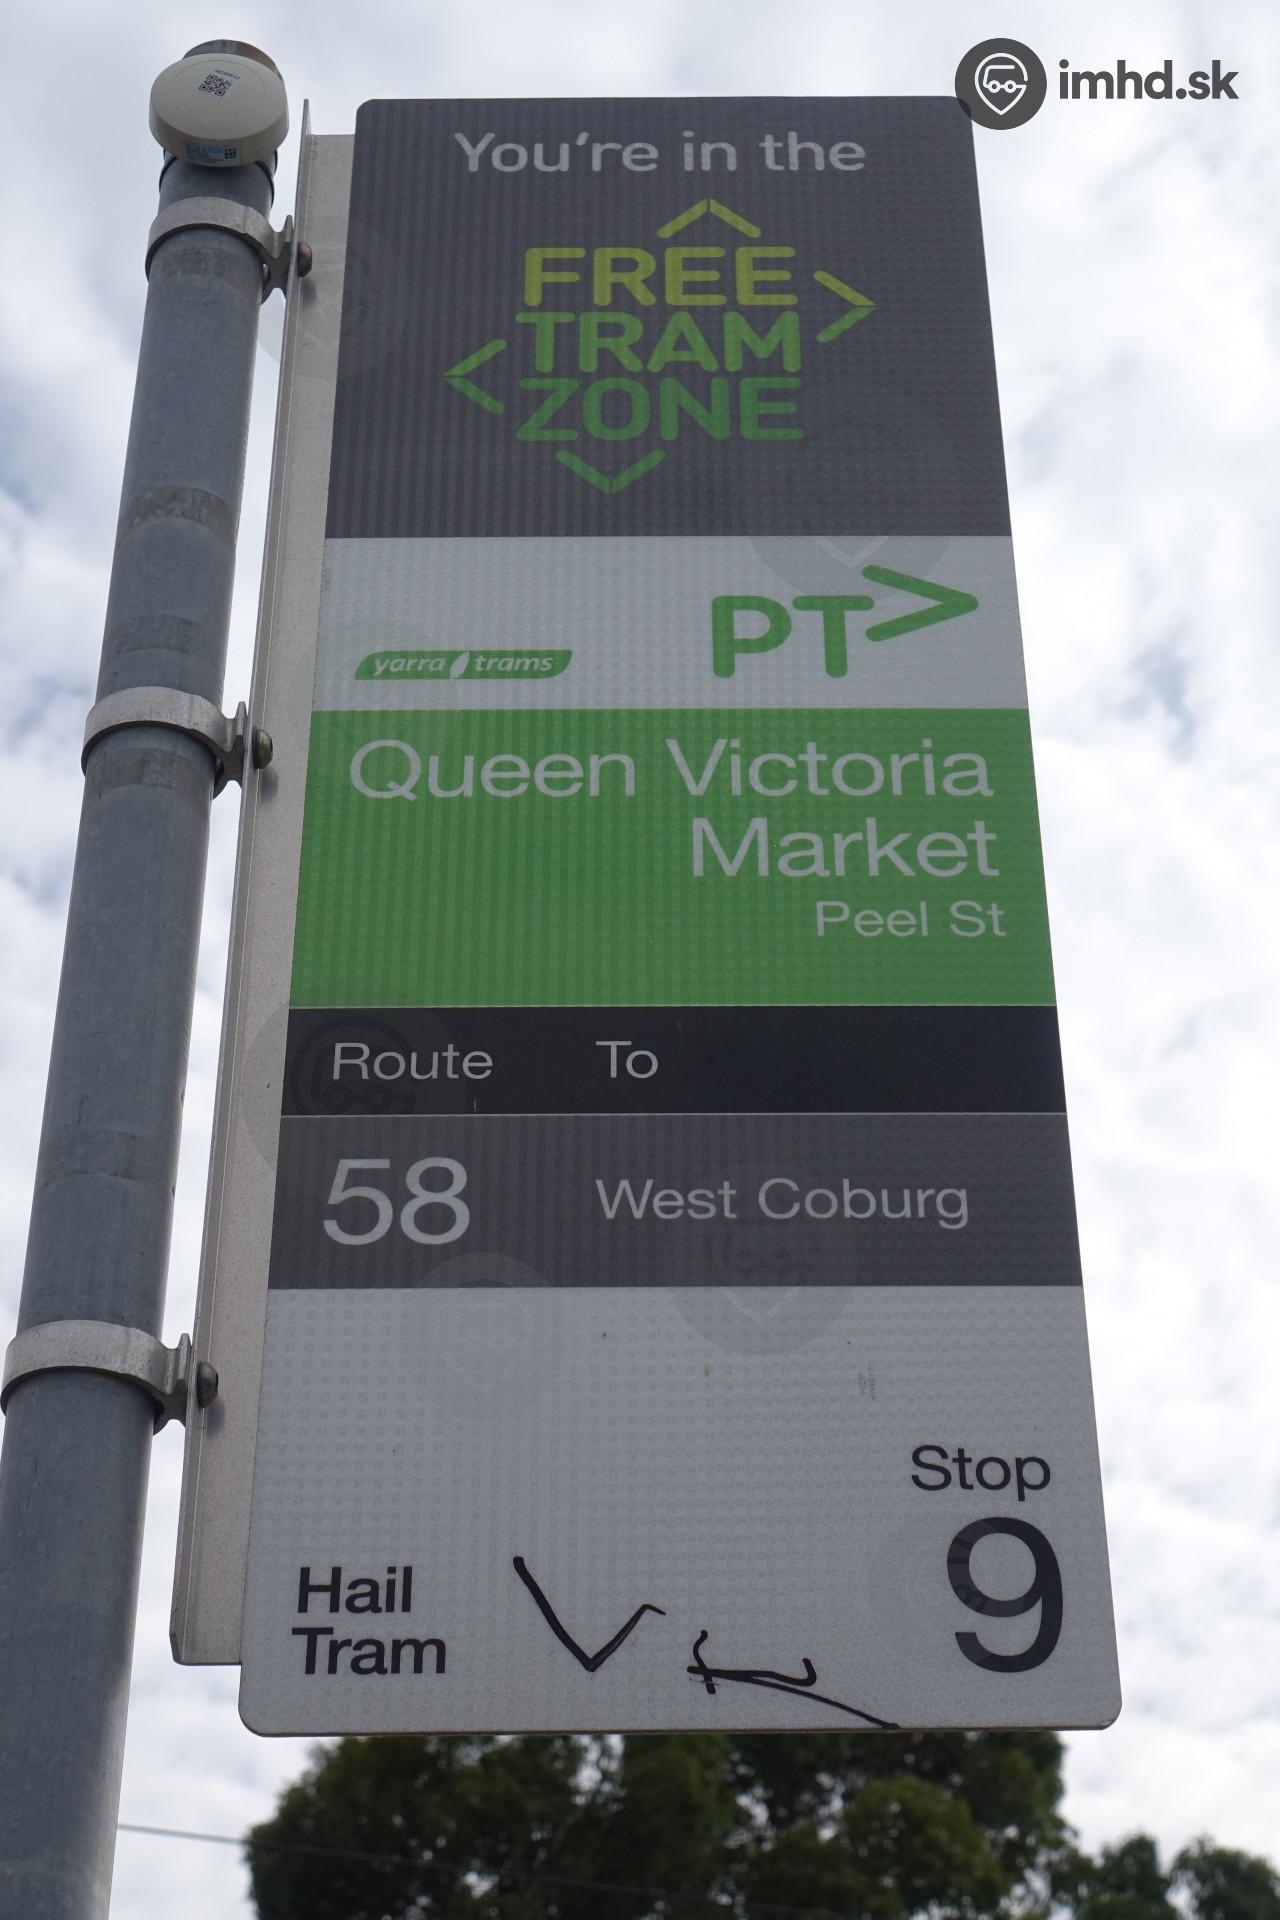 imhd.sk
You're in the
FREE
TRAM
ZONE
PT
yarra trams
Queen Victoria
Market
Peel St
Route To
58 West Coburg
Stop
9
Hail
Tram